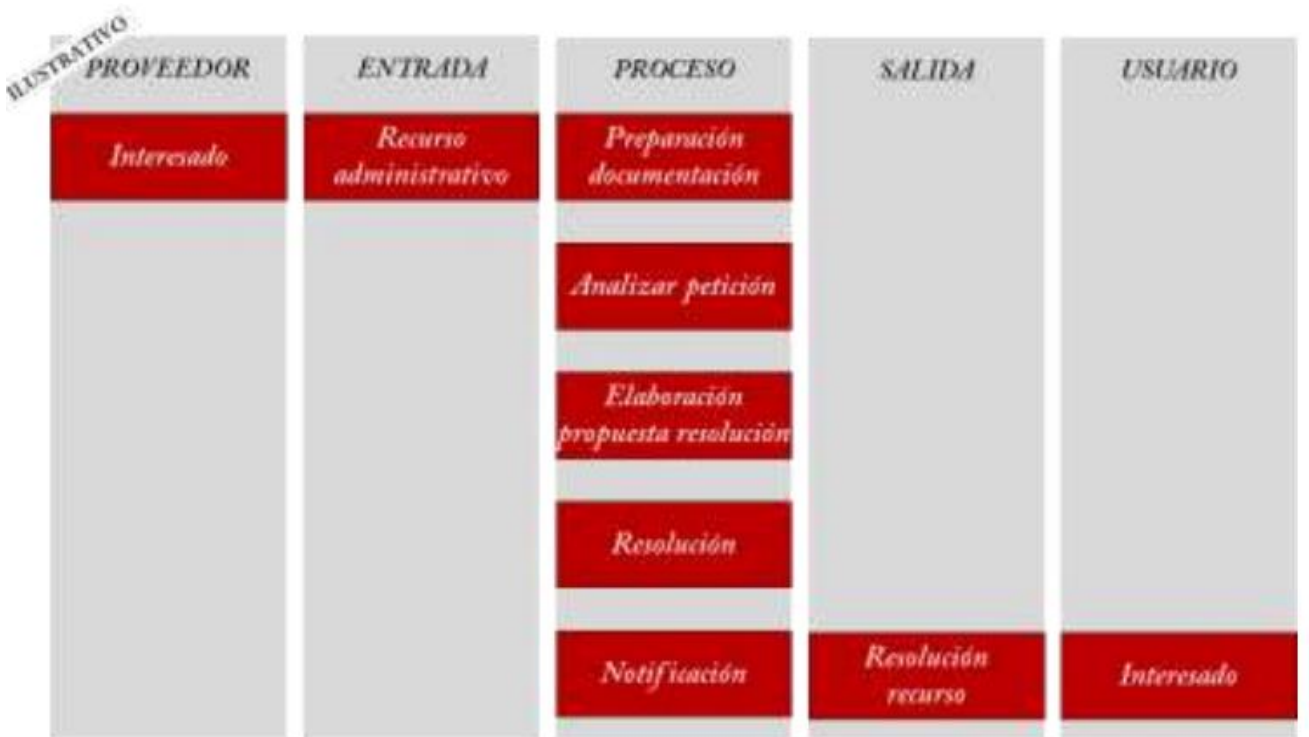 ILUSTRATIVO
PROVEEDOR
ENTRADA
PROCESO
SALIDA
USUARIO
Interesado
Recurso
administrativo
Preparación
documentación
Analizar petición
Elaboración
propuesta resolución
Resolución
Notificación
Resolución
recurso
Interesado